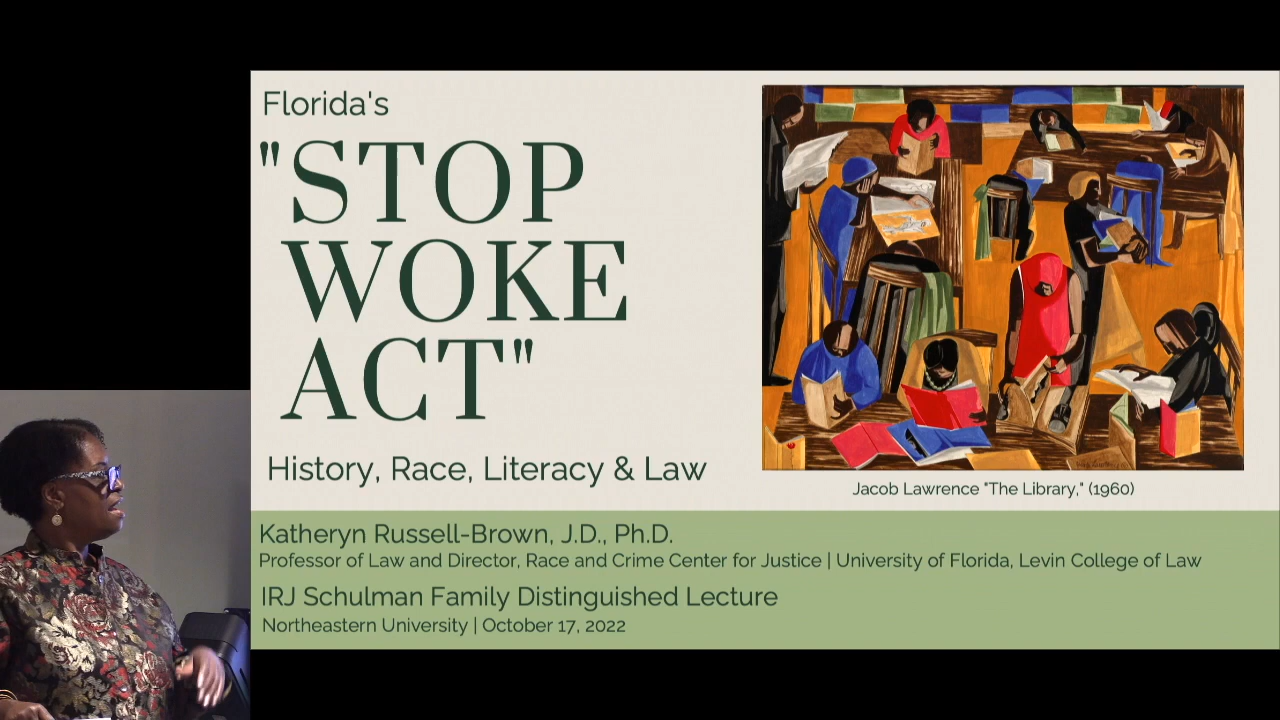 Florida's
"STOP
WOKE
ACT"
History, Race, Literacy & Law
Jacob Lawrence "The Library," (1960)
Katheryn Russell-Brown, J.D., Ph.D.
Professor of Law and Director, Race and Crime Center for Justice | University of Florida, Levin College of Law
IRJ Schulman Family Distinguished Lecture
Northeastern University | October 17, 2022